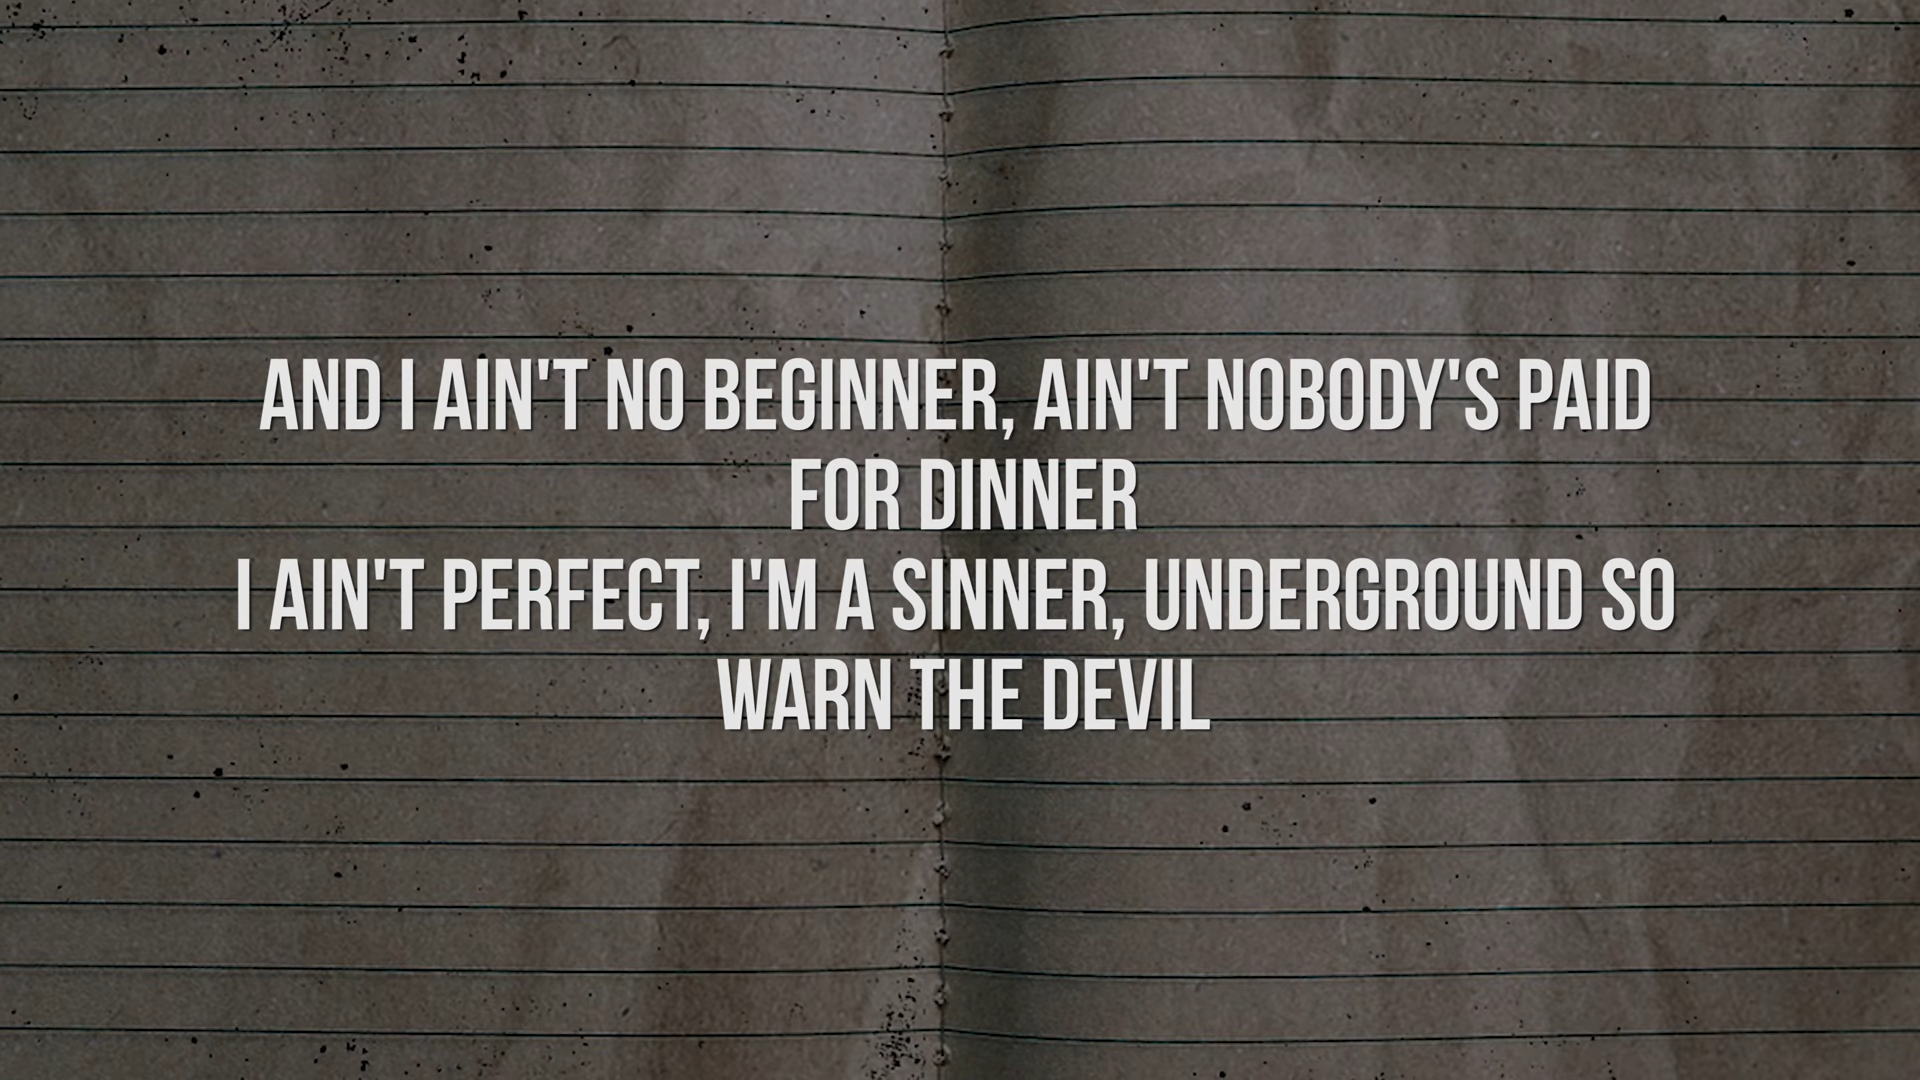 AND I AIN'T NO BEGINNER, AIN'T NOBODY'S PAID
FOR DINNER
I AIN'T PERFECT, I'M A SINNER, UNDERGROUND SO
WARN THE DEVIL